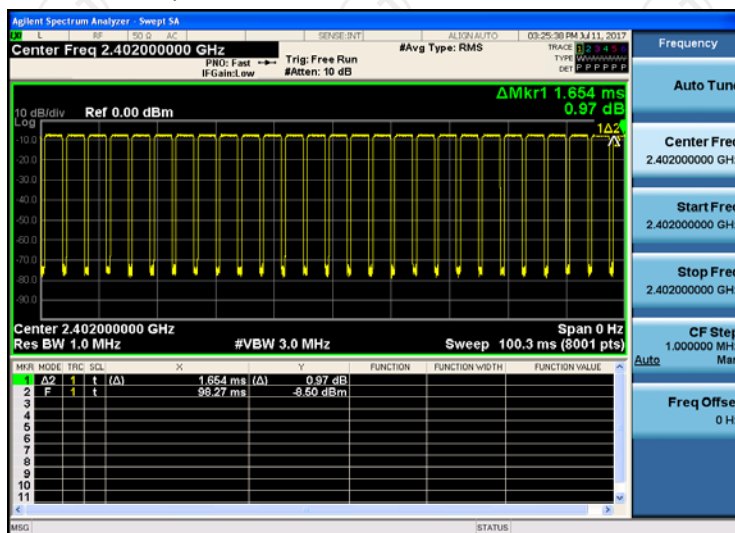 Agilent Spectrum Analyzer - Swept SA
L RF 50 Ω AC SENSE:INT ALIGN AUTO 03:25:38 PM Jul 11, 2017
Center Freq 2.402000000 GHz
PNO: Fast
IFGain:Low
Trig: Free Run
#Atten: 10 dB
#Avg Type: RMS
TRACE 1 2 3 4 5 6
TYPE
DET P P P P P P
ΔMkr1 1.654 ms
0.97 dB
10 dB/div Ref 0.00 dBm
Log
1Δ2
-10.0
-20.0
-30.0
-40.0
-50.0
-60.0
-70.0
-80.0
-90.0
Center 2.402000000 GHz Span 0 Hz
Res BW 1.0 MHz #VBW 3.0 MHz Sweep 100.3 ms (8001 pts)
MKR MODE TRC SCL X Y FUNCTION FUNCTION WIDTH FUNCTION VALUE
1 Δ2 1 t (Δ) 1.654 ms (Δ) 0.97 dB
2 F 1 t 98.27 ms -8.50 dBm
3
4
5
6
7
8
9
10
11
MSG STATUS
Frequency
Auto Tune
Center Freq
2.402000000 GH
Start Freq
2.402000000 GH
Stop Freq
2.402000000 GH
CF Step
1.000000 MH
Auto Man
Freq Offse
0 H